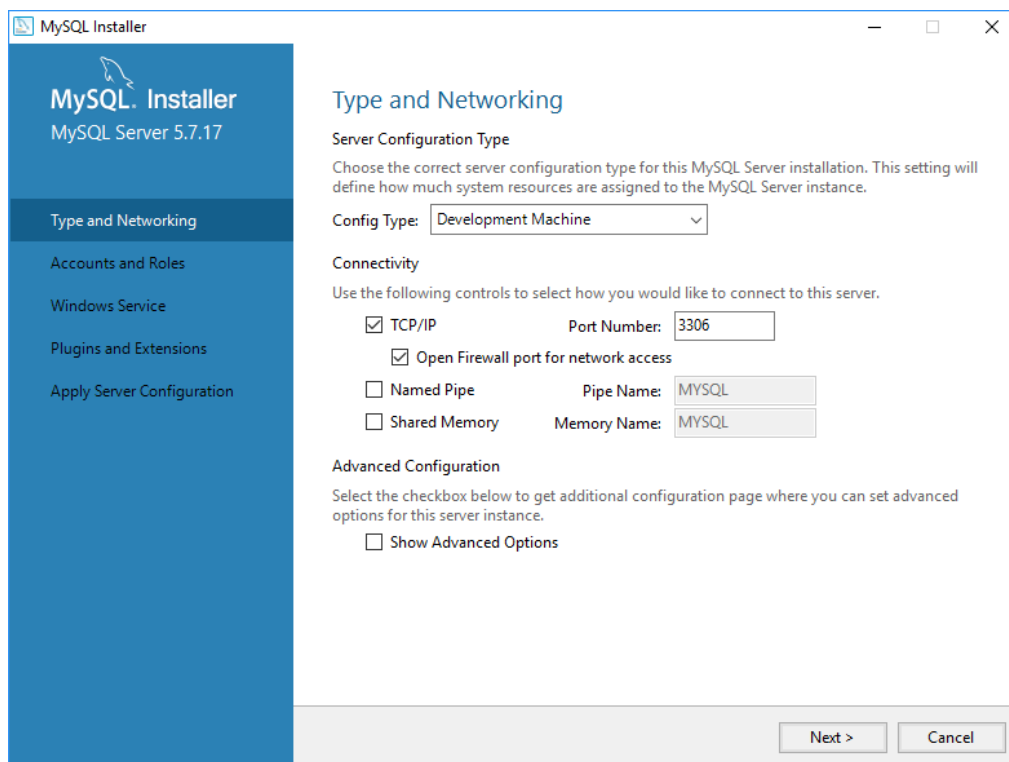 MySQL Installer
MySQL. Installer
MySQL Server 5.7.17
Type and Networking
Accounts and Roles
Windows Service
Plugins and Extensions
Apply Server Configuration
Type and Networking
Server Configuration Type
Choose the correct server configuration type for this MySQL Server installation. This setting will
define how much system resources are assigned to the MySQL Server instance.
Config Type: Development Machine
Connectivity
Use the following controls to select how you would like to connect to this server.
TCP/IP Port Number: 3306
Open Firewall port for network access
Named Pipe Pipe Name: MYSQL
Shared Memory Memory Name: MYSQL
Advanced Configuration
Select the checkbox below to get additional configuration page where you can set advanced
options for this server instance.
Show Advanced Options
Next > Cancel